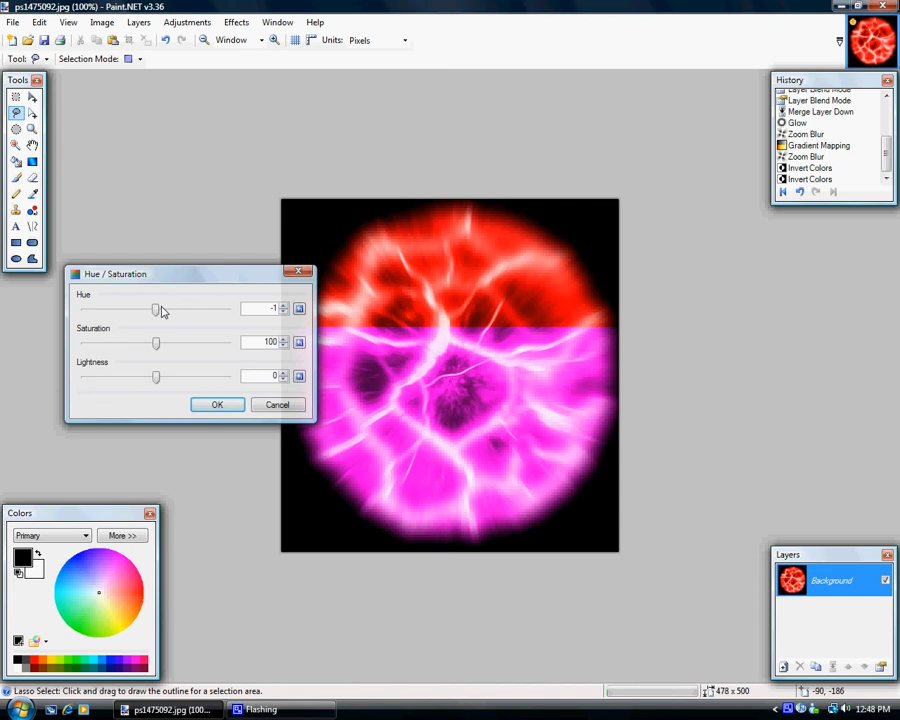 ps1475092.jpg (100%) - Paint.NET v3.36
File Edit View Image Layers Adjustments Effects Window Help
Window Units: Pixels
Tool: Selection Mode:
Tools
History
Layer Blend Mode
Layer Blend Mode
Merge Layer Down
Glow
Zoom Blur
Gradient Mapping
Zoom Blur
Invert Colors
Invert Colors
Hue / Saturation
Hue
-1
Saturation
100
Lightness
0
OK Cancel
Colors
Primary More >>
Layers
Background
Lasso Select: Click and drag to draw the outline for a selection area.
478 x 500
-90, -186
ps1475092.jpg (100...
Flashing
12:48 PM